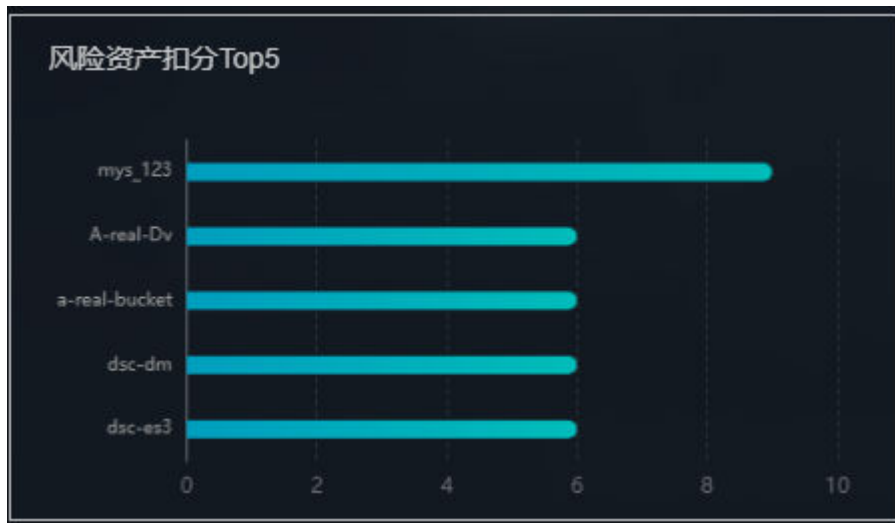 风险资产扣分Top5
mys_123
A-real-Dv
a-real-bucket
dsc-dm
dsc-es3
0 2 4 6 8 10